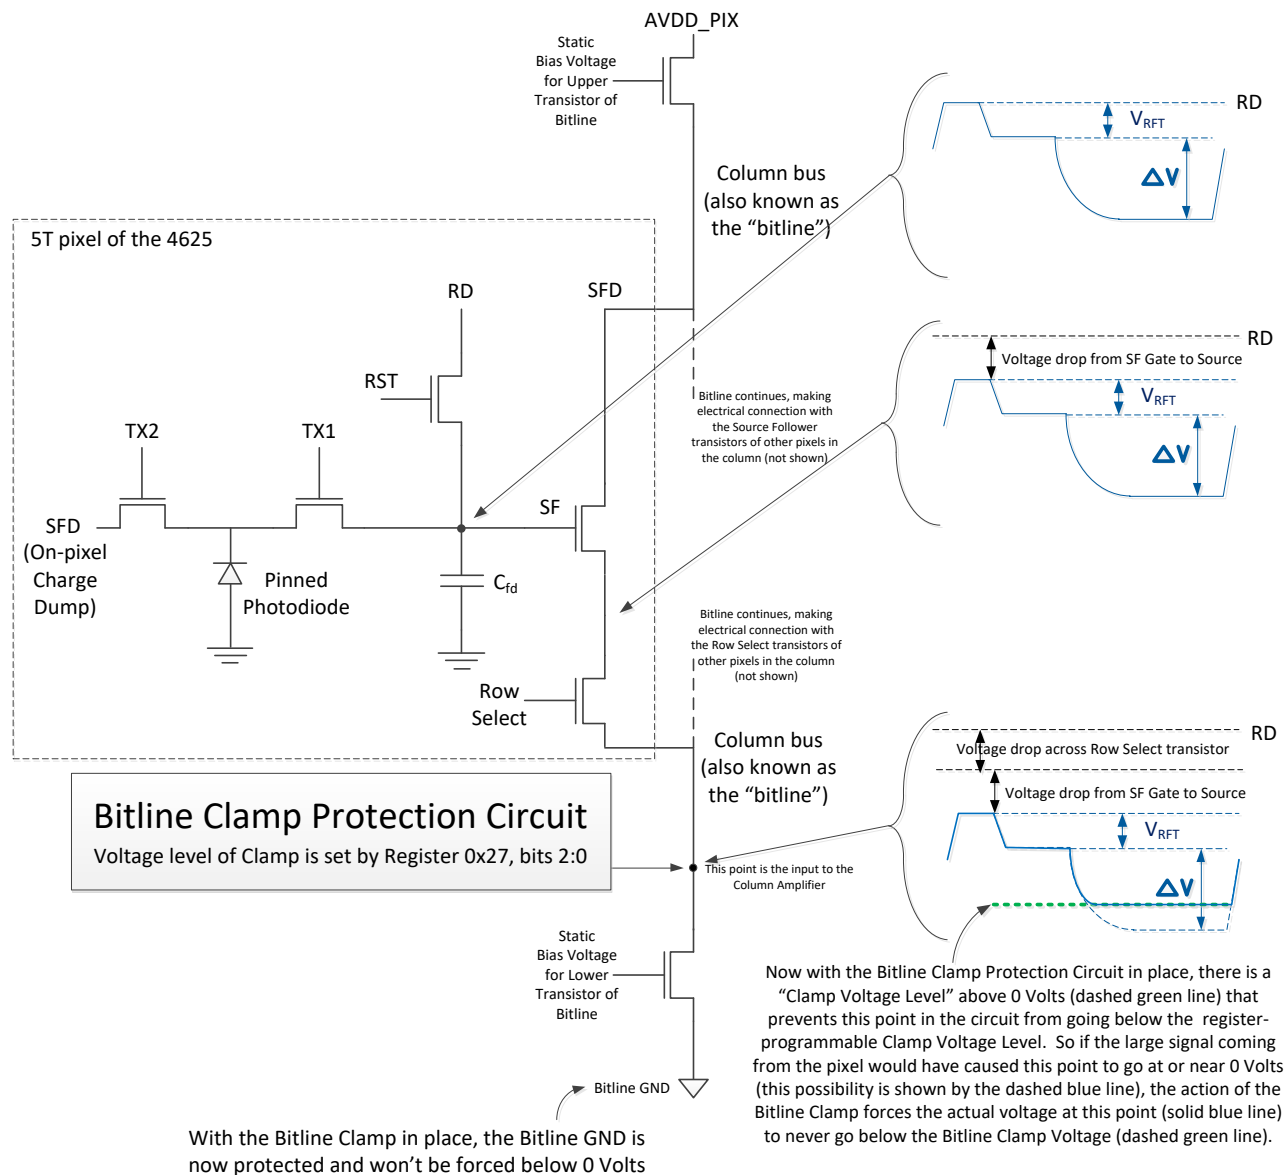 AVDD_PIX
Static
Bias Voltage
for Upper
Transistor of
Bitline
RD
V_RFT
ΔV
Column bus
(also known as
the “bitline”)
5T pixel of the 4625
RD
SFD
RST
TX2
TX1
SF
SFD
(On-pixel
Charge
Dump)
Pinned
Photodiode
C_fd
Row
Select
Bitline continues, making
electrical connection with
the Source Follower
transistors of other pixels in
the column (not shown)
RD
Voltage drop from SF Gate to Source
V_RFT
ΔV
Bitline continues, making
electrical connection with
the Row Select transistors of
other pixels in the column
(not shown)
Column bus
(also known as
the “bitline”)
RD
Voltage drop across Row Select transistor
Voltage drop from SF Gate to Source
V_RFT
ΔV
Bitline Clamp Protection Circuit
Voltage level of Clamp is set by Register 0x27, bits 2:0
This point is the input to the
Column Amplifier
Static
Bias Voltage
for Lower
Transistor of
Bitline
Bitline GND
Now with the Bitline Clamp Protection Circuit in place, there is a
“Clamp Voltage Level” above 0 Volts (dashed green line) that
prevents this point in the circuit from going below the register-
programmable Clamp Voltage Level. So if the large signal coming
from the pixel would have caused this point to go at or near 0 Volts
(this possibility is shown by the dashed blue line), the action of the
Bitline Clamp forces the actual voltage at this point (solid blue line)
to never go below the Bitline Clamp Voltage (dashed green line).
With the Bitline Clamp in place, the Bitline GND is
now protected and won’t be forced below 0 Volts